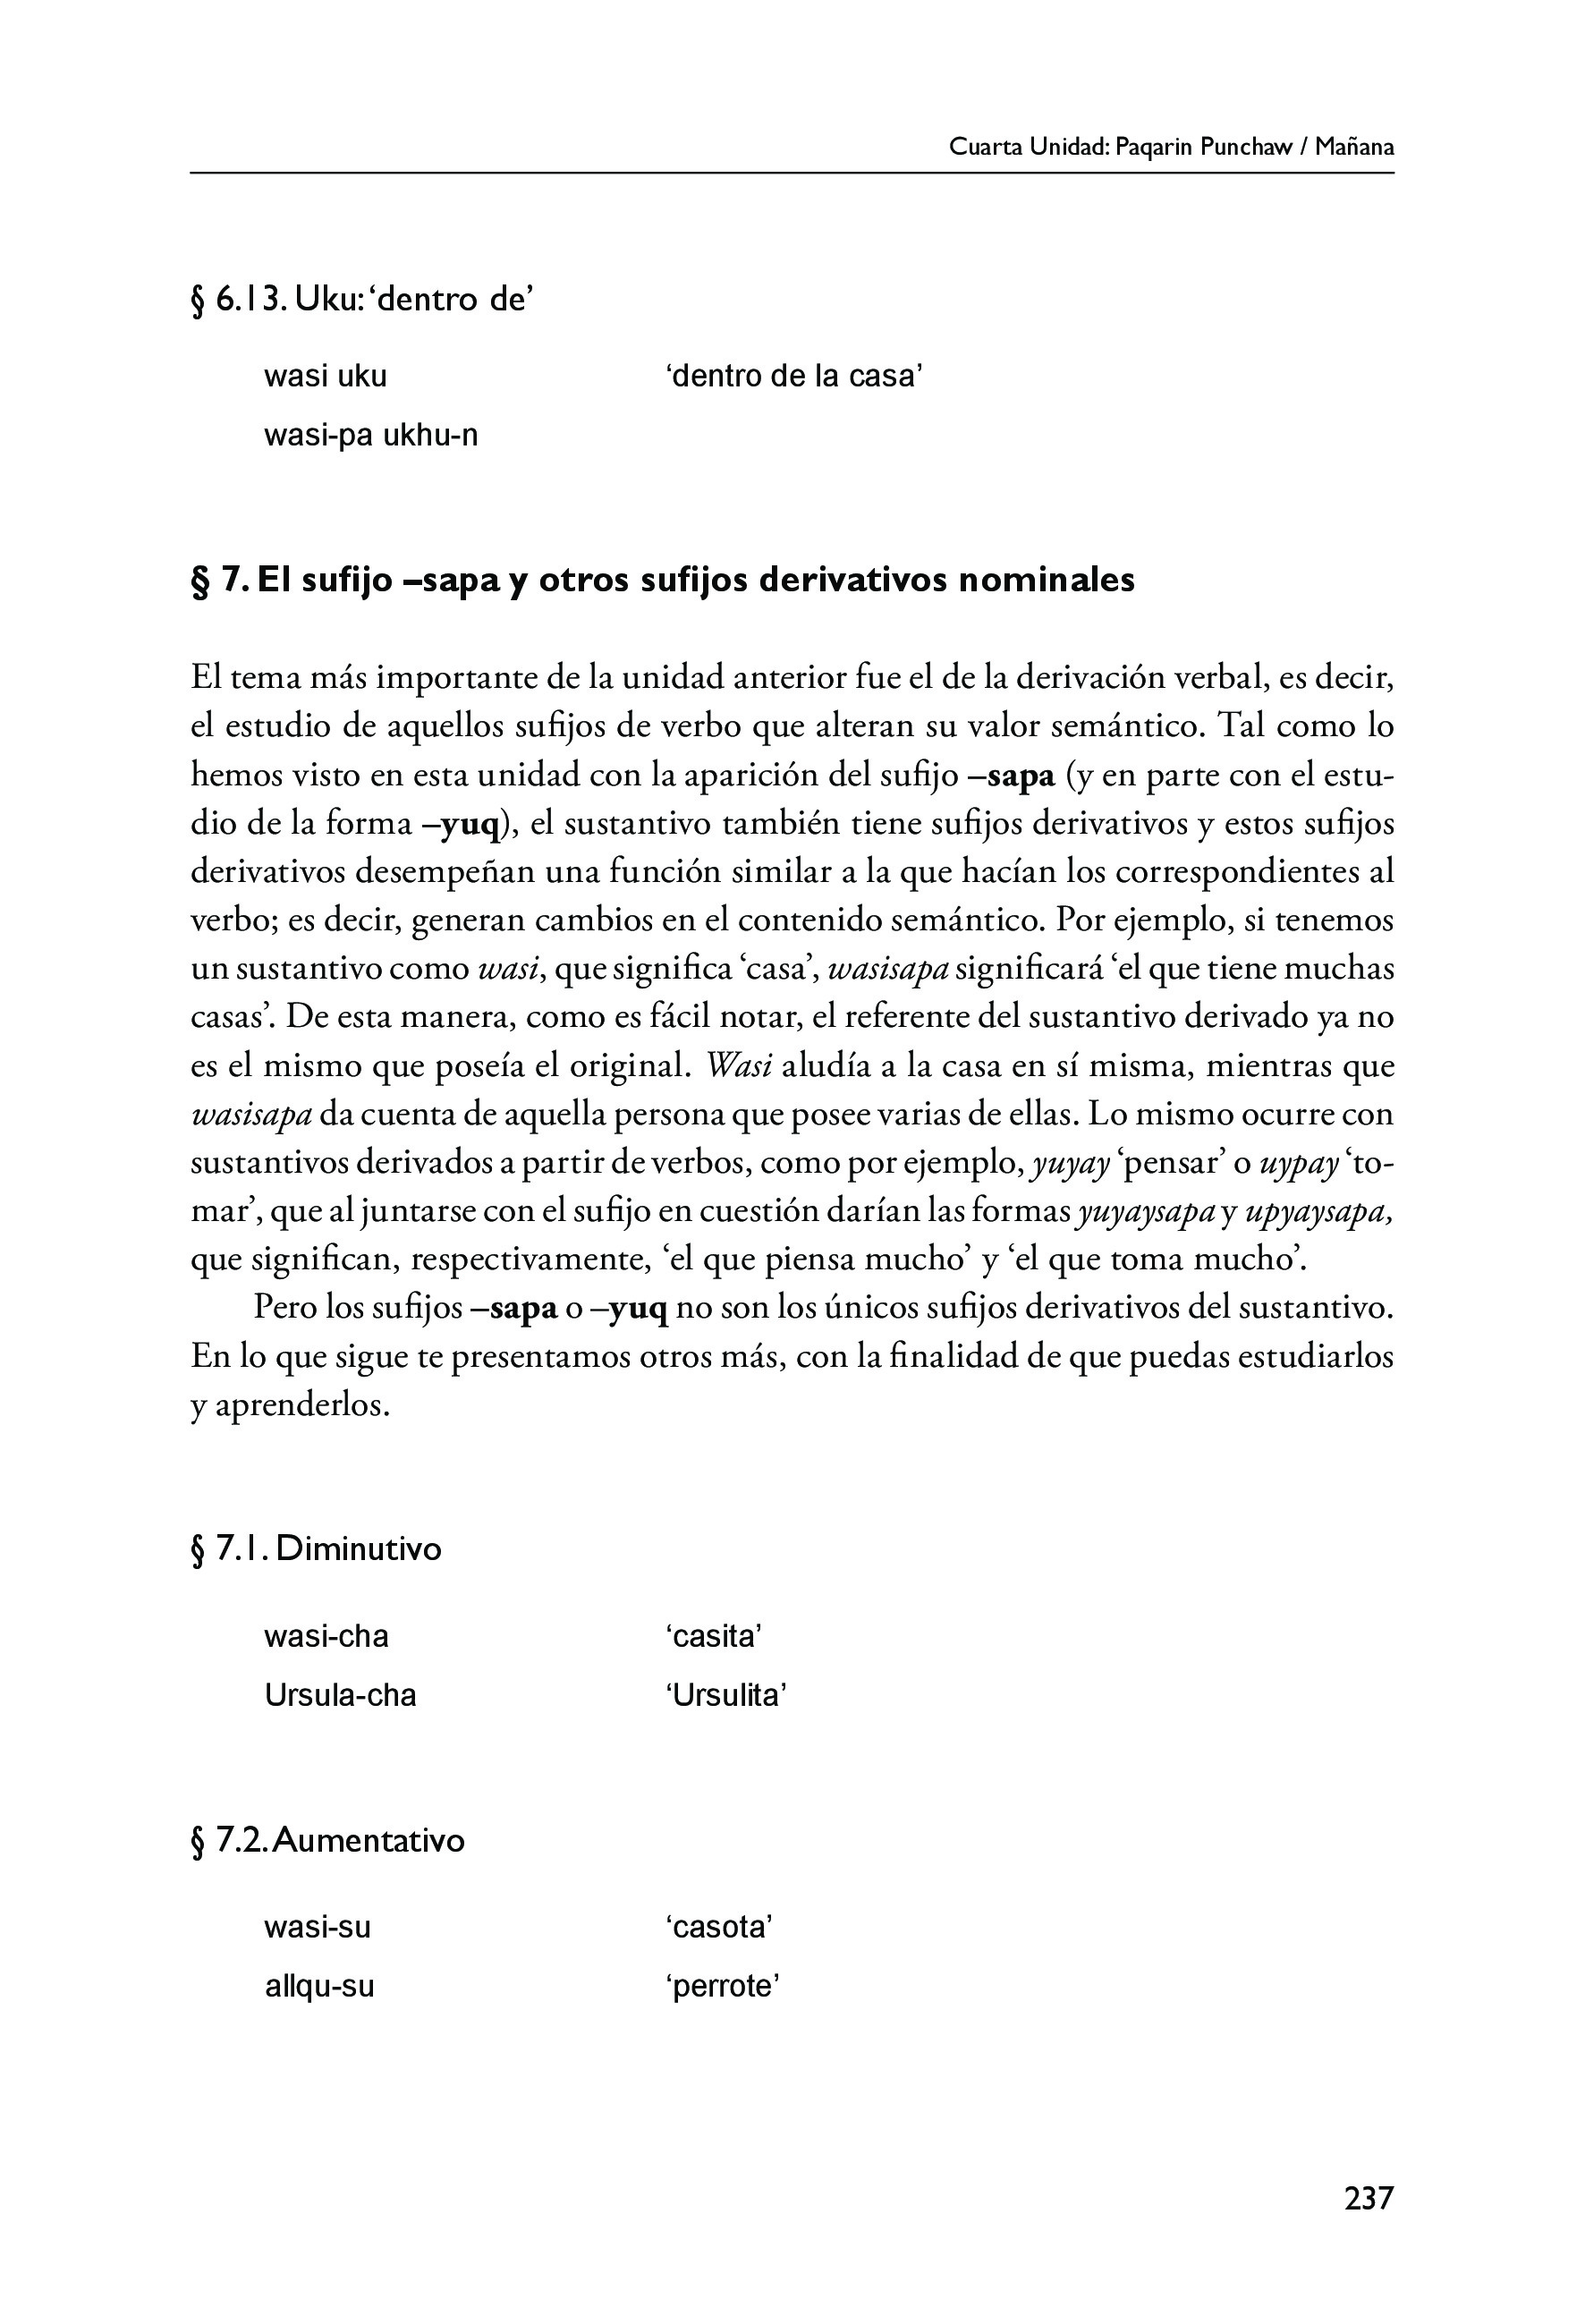 Cuarta Unidad: Paqarin Punchaw / Mañana
§ 6.13. Uku: ‘dentro de’
wasi uku ‘dentro de la casa’
wasi-pa ukhu-n
§ 7. El sufijo –sapa y otros sufijos derivativos nominales
El tema más importante de la unidad anterior fue el de la derivación verbal, es decir,
el estudio de aquellos sufijos de verbo que alteran su valor semántico. Tal como lo
hemos visto en esta unidad con la aparición del sufijo –sapa (y en parte con el estu-
dio de la forma –yuq), el sustantivo también tiene sufijos derivativos y estos sufijos
derivativos desempeñan una función similar a la que hacían los correspondientes al
verbo; es decir, generan cambios en el contenido semántico. Por ejemplo, si tenemos
un sustantivo como wasi, que significa ‘casa’, wasisapa significará ‘el que tiene muchas
casas’. De esta manera, como es fácil notar, el referente del sustantivo derivado ya no
es el mismo que poseía el original. Wasi aludía a la casa en sí misma, mientras que
wasisapa da cuenta de aquella persona que posee varias de ellas. Lo mismo ocurre con
sustantivos derivados a partir de verbos, como por ejemplo, yuyay ‘pensar’ o uypay ‘to-
mar’, que al juntarse con el sufijo en cuestión darían las formas yuyaysapa y upyaysapa,
que significan, respectivamente, ‘el que piensa mucho’ y ‘el que toma mucho’.
Pero los sufijos –sapa o –yuq no son los únicos sufijos derivativos del sustantivo.
En lo que sigue te presentamos otros más, con la finalidad de que puedas estudiarlos
y aprenderlos.
§ 7.1. Diminutivo
wasi-cha ‘casita’
Ursula-cha ‘Ursulita’
§ 7.2. Aumentativo
wasi-su ‘casota’
allqu-su ‘perrote’
237